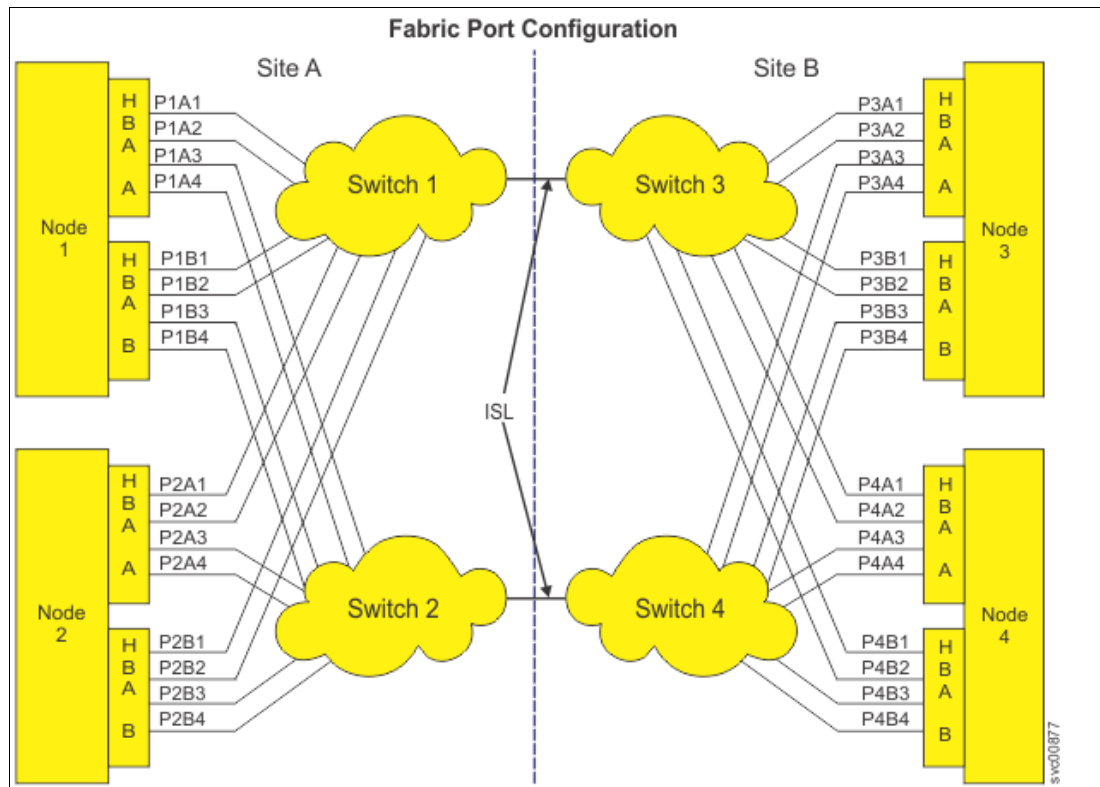 Fabric Port Configuration
Site A
Site B
Node
1
H
B
A
A
P1A1
P1A2
P1A3
P1A4
H
B
A
B
P1B1
P1B2
P1B3
P1B4
Switch 1
Switch 3
P3A1
P3A2
P3A3
P3A4
H
B
A
A
P3B1
P3B2
P3B3
P3B4
H
B
A
B
Node
3
ISL
Node
2
H
B
A
A
P2A1
P2A2
P2A3
P2A4
H
B
A
B
P2B1
P2B2
P2B3
P2B4
Switch 2
Switch 4
P4A1
P4A2
P4A3
P4A4
H
B
A
A
P4B1
P4B2
P4B3
P4B4
H
B
A
B
Node
4
svc00877